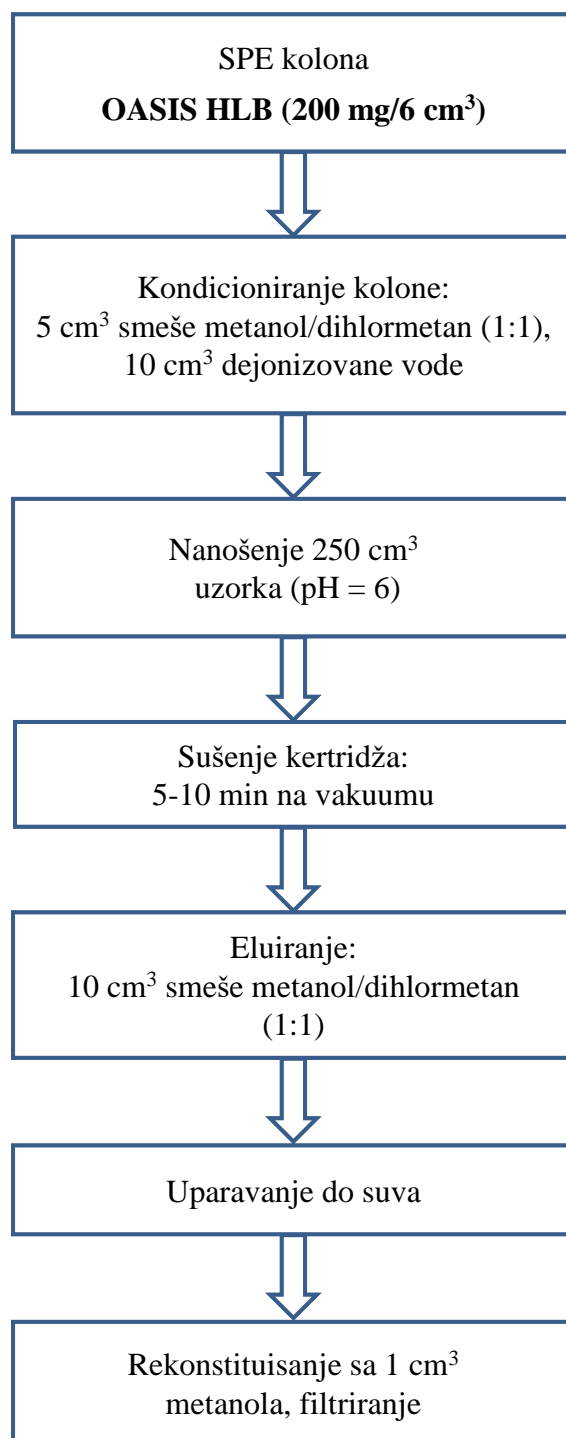 SPE kolona
OASIS HLB (200 mg/6 cm³)
Kondicioniranje kolone:
5 cm³ smeše metanol/dihlormetan (1:1),
10 cm³ dejonizovane vode
Nanošenje 250 cm³
uzorka (pH = 6)
Sušenje kertridža:
5-10 min na vakuumu
Eluiranje:
10 cm³ smeše metanol/dihlormetan
(1:1)
Uparavanje do suva
Rekonstituisanje sa 1 cm³
metanola, filtriranje